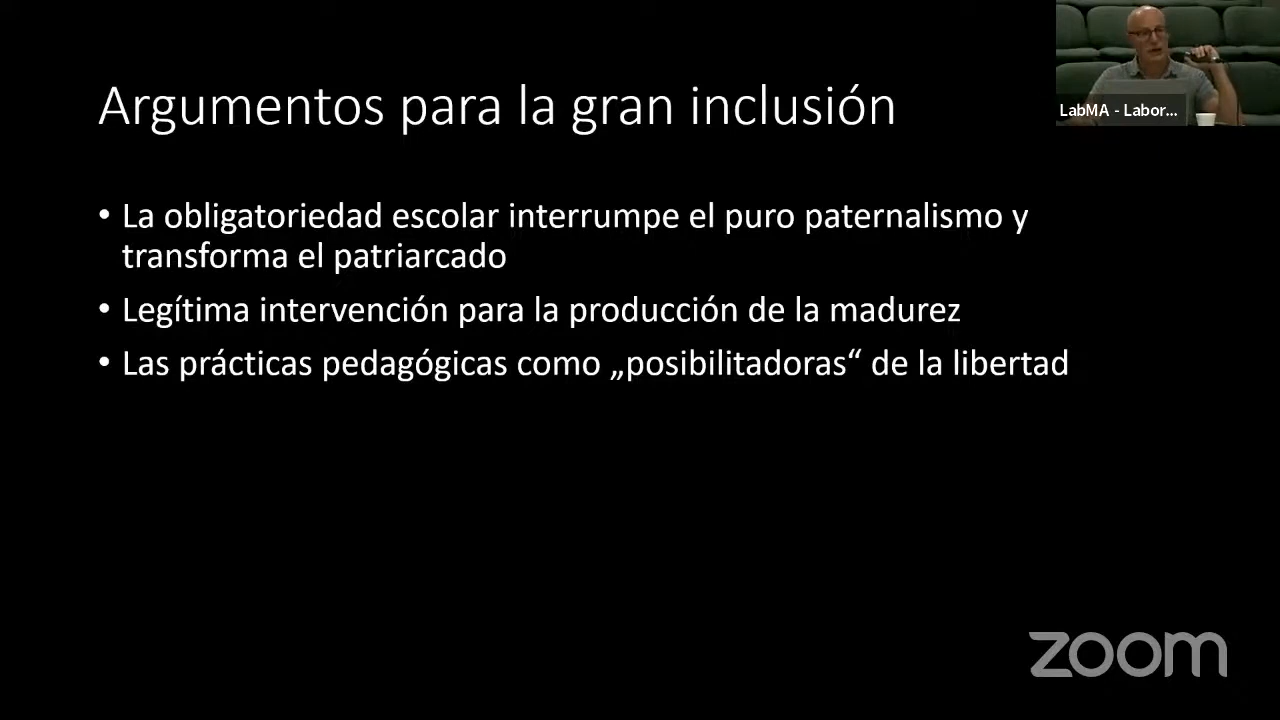 Argumentos para la gran inclusión
LabMA - Labor...
• La obligatoriedad escolar interrumpe el puro paternalismo y
transforma el patriarcado
• Legítima intervención para la producción de la madurez
• Las prácticas pedagógicas como „posibilitadoras“ de la libertad
zoom